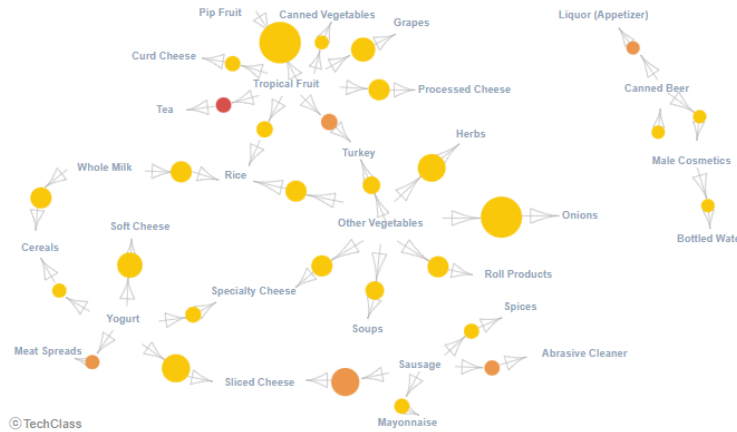 Pip Fruit
Canned Vegetables
Grapes
Liquor (Appetizer)
Curd Cheese
Tropical Fruit
Processed Cheese
Canned Beer
Tea
Herbs
Turkey
Male Cosmetics
Whole Milk
Rice
Soft Cheese
Other Vegetables
Onions
Cereals
Bottled Wate
Roll Products
Specialty Cheese
Spices
Yogurt
Soups
Meat Spreads
Sausage
Abrasive Cleaner
Sliced Cheese
Mayonnaise
© TechClass